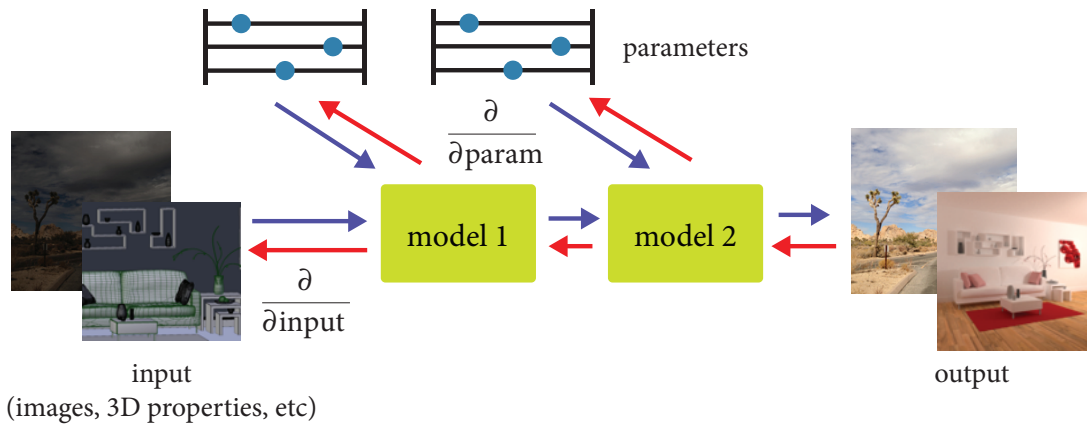 parameters
∂
∂param
model 1
model 2
∂
∂input
input
(images, 3D properties, etc)
output